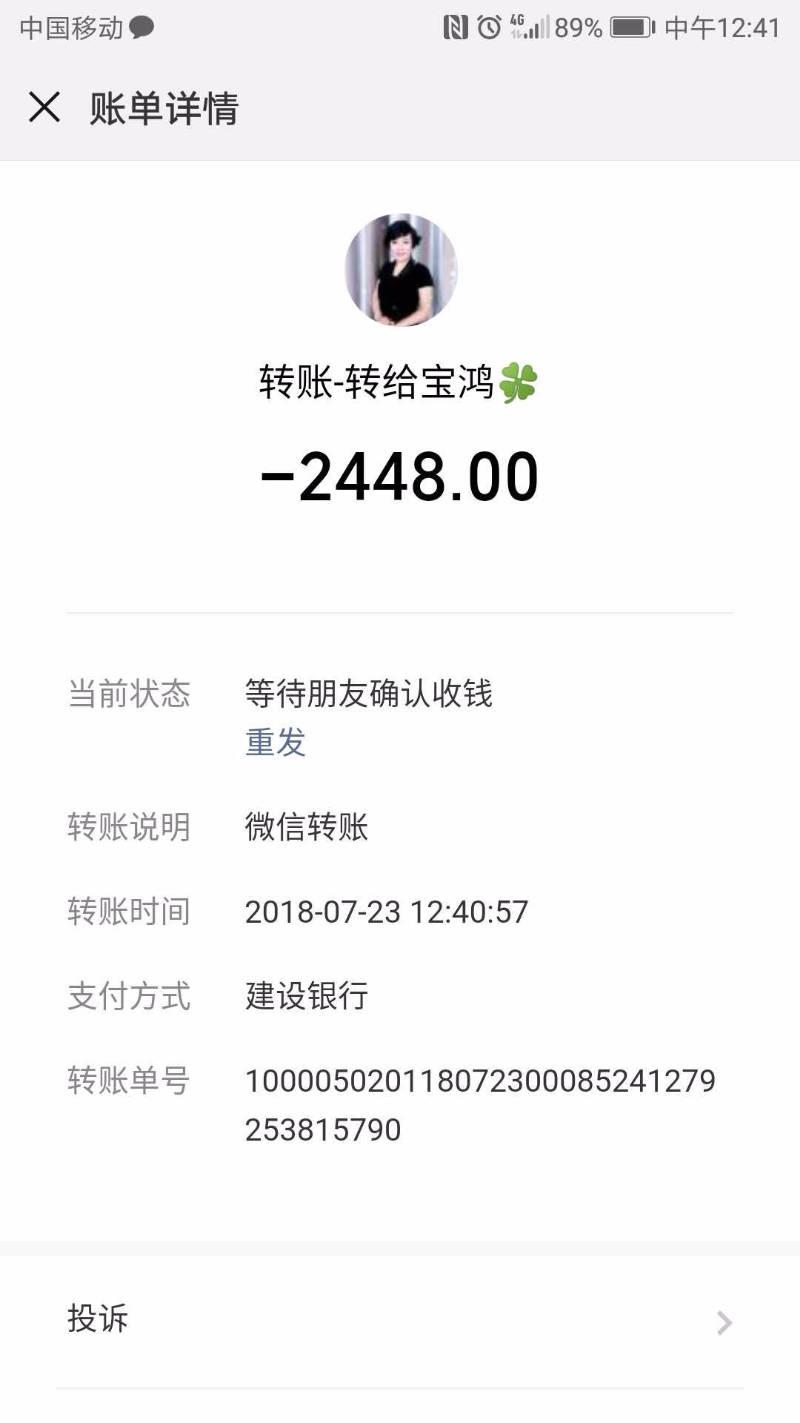 中国移动 4G 89% 中午12:41
账单详情
转账-转给宝鸿🍀
-2448.00
当前状态 等待朋友确认收钱
重发
转账说明 微信转账
转账时间 2018-07-23 12:40:57
支付方式 建设银行
转账单号 100005020118072300085241279
253815790
投诉